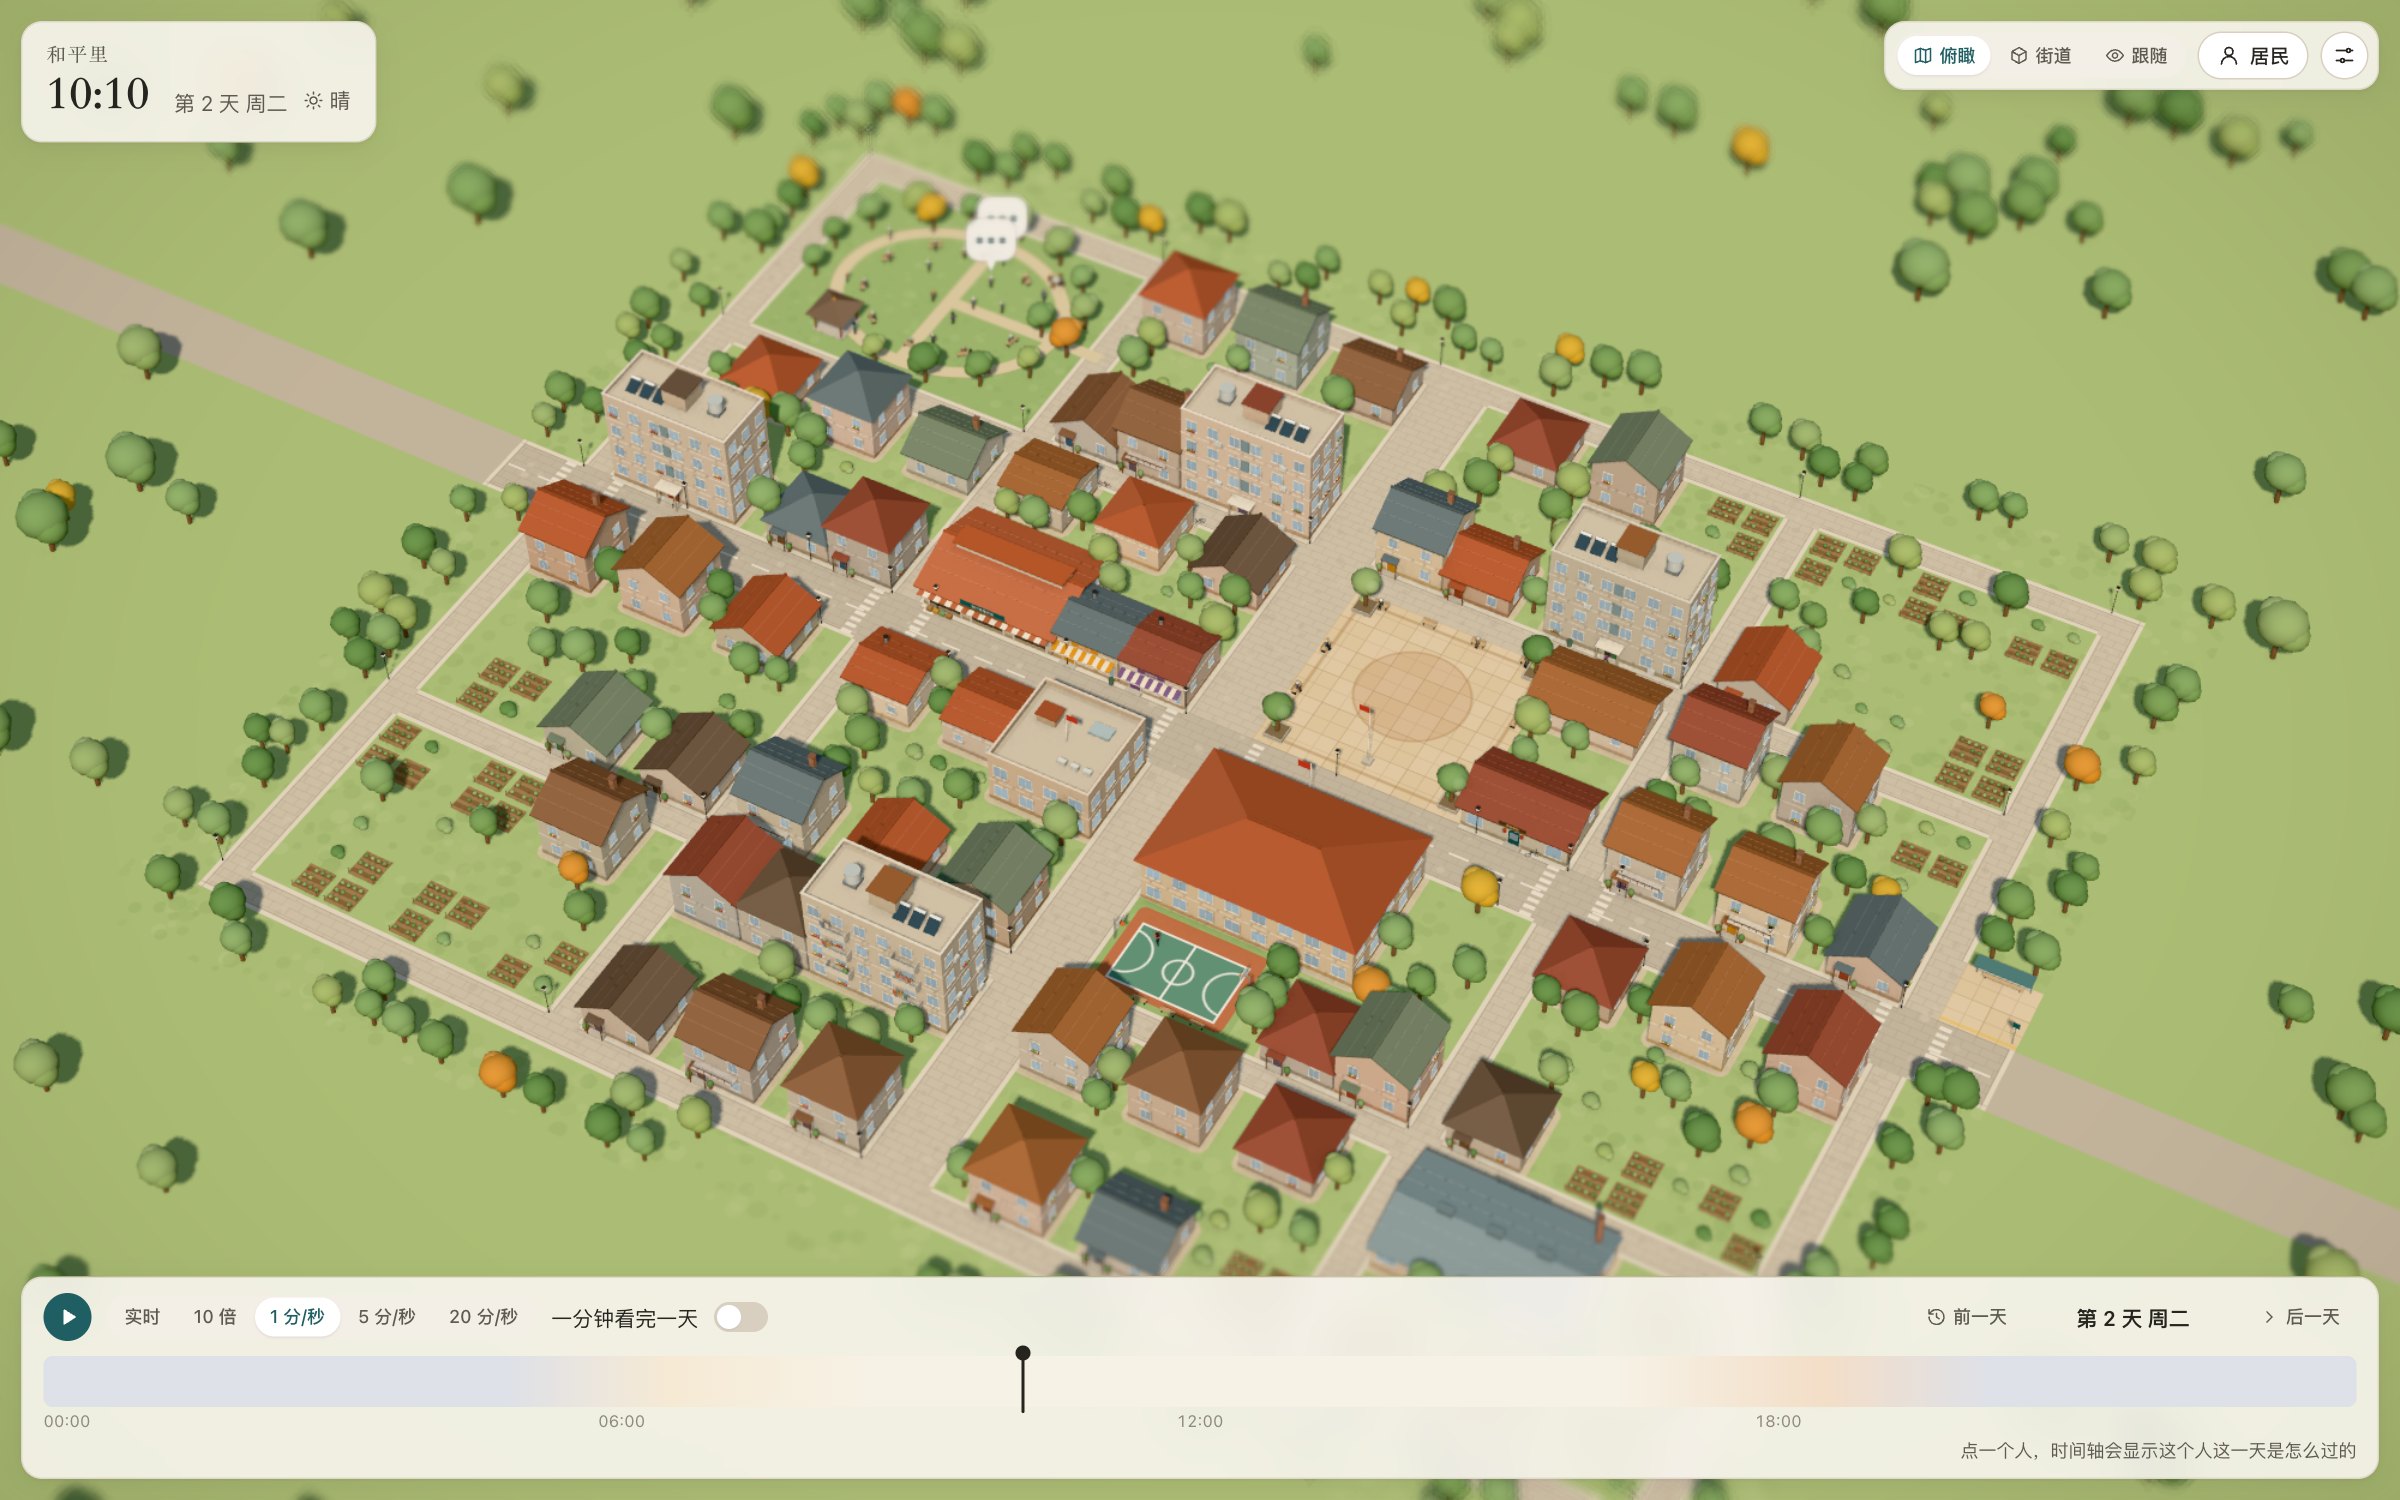 和平里
10:10 第 2 天 周二 晴
俯瞰 街道 跟随 居民
实时 10 倍 1 分/秒 5 分/秒 20 分/秒 一分钟看完一天
前一天 第 2 天 周二 后一天
00:00 06:00 12:00 18:00
点一个人，时间轴会显示这个人这一天是怎么过的